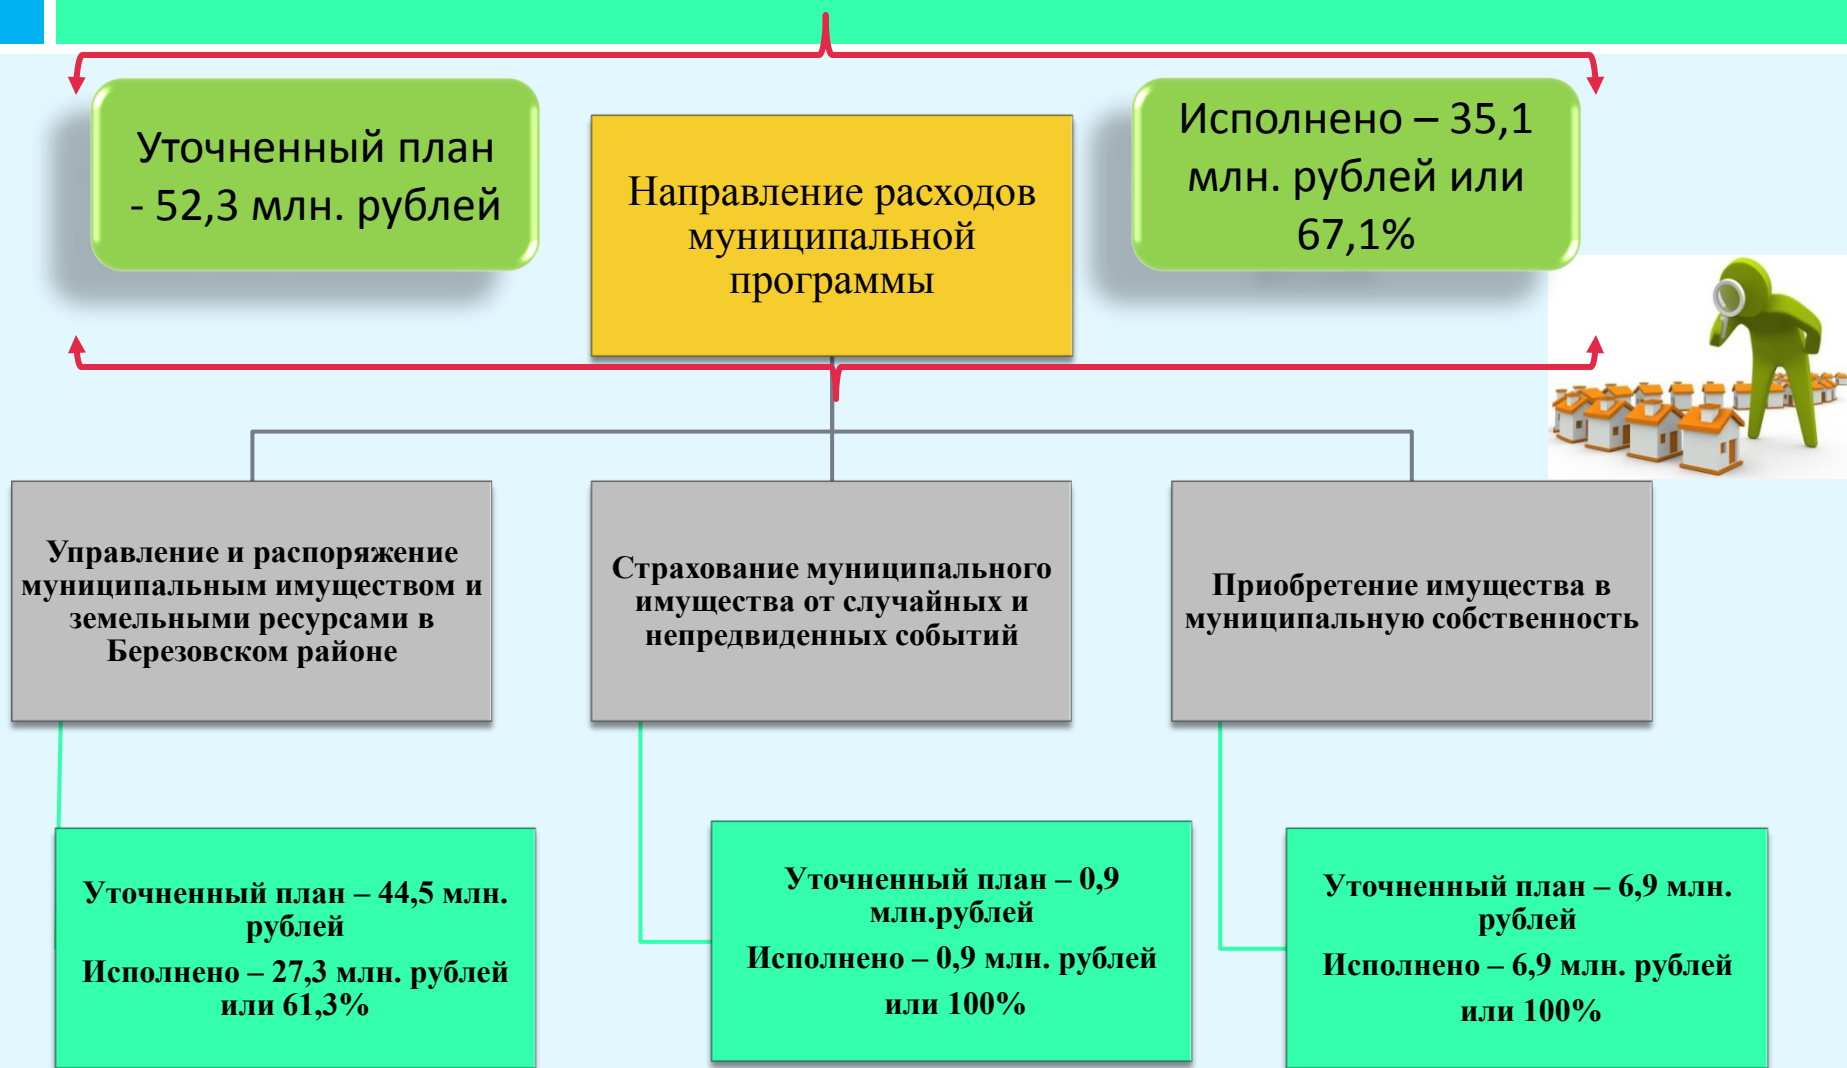 Уточненный план
- 52,3 млн. рублей
Направление расходов
муниципальной
программы
Исполнено – 35,1
млн. рублей или
67,1%
Управление и распоряжение
муниципальным имуществом и
земельными ресурсами в
Березовском районе
Страхование муниципального
имущества от случайных и
непредвиденных событий
Приобретение имущества в
муниципальную собственность
Уточненный план – 44,5 млн.
рублей
Исполнено – 27,3 млн. рублей
или 61,3%
Уточненный план – 0,9
млн.рублей
Исполнено – 0,9 млн. рублей
или 100%
Уточненный план – 6,9 млн.
рублей
Исполнено – 6,9 млн. рублей
или 100%